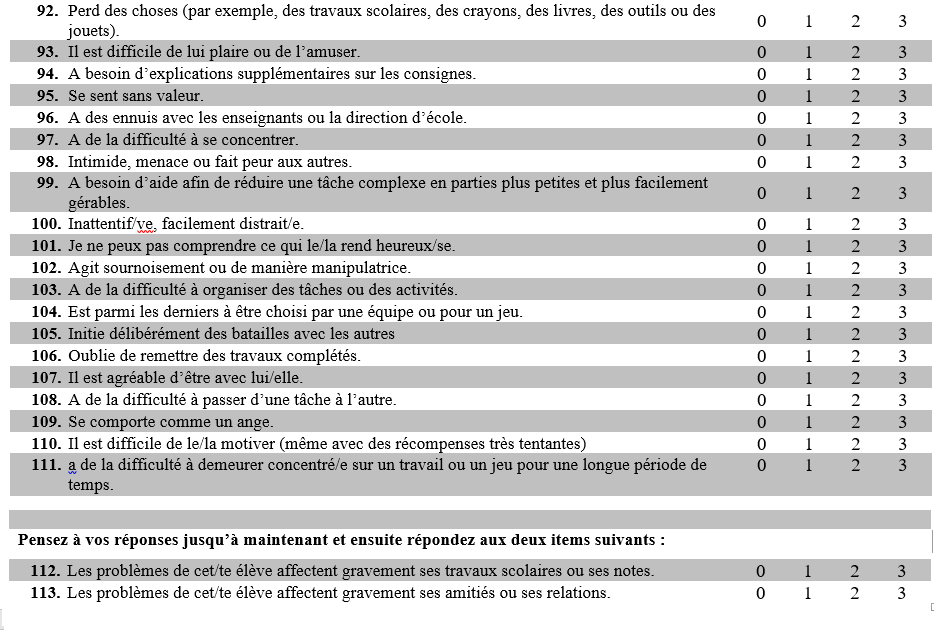 92. Perd des choses (par exemple, des travaux scolaires, des crayons, des livres, des outils ou des
jouets). 0 1 2 3
93. Il est difficile de lui plaire ou de l’amuser. 0 1 2 3
94. A besoin d’explications supplémentaires sur les consignes. 0 1 2 3
95. Se sent sans valeur. 0 1 2 3
96. A des ennuis avec les enseignants ou la direction d’école. 0 1 2 3
97. A de la difficulté à se concentrer. 0 1 2 3
98. Intimide, menace ou fait peur aux autres. 0 1 2 3
99. A besoin d’aide afin de réduire une tâche complexe en parties plus petites et plus facilement
gérables. 0 1 2 3
100. Inattentif/ve, facilement distrait/e. 0 1 2 3
101. Je ne peux pas comprendre ce qui le/la rend heureux/se. 0 1 2 3
102. Agit sournoisement ou de manière manipulatrice. 0 1 2 3
103. A de la difficulté à organiser des tâches ou des activités. 0 1 2 3
104. Est parmi les derniers à être choisi par une équipe ou pour un jeu. 0 1 2 3
105. Initie délibérément des batailles avec les autres 0 1 2 3
106. Oublie de remettre des travaux complétés. 0 1 2 3
107. Il est agréable d’être avec lui/elle. 0 1 2 3
108. A de la difficulté à passer d’une tâche à l’autre. 0 1 2 3
109. Se comporte comme un ange. 0 1 2 3
110. Il est difficile de le/la motiver (même avec des récompenses très tentantes) 0 1 2 3
111. a de la difficulté à demeurer concentré/e sur un travail ou un jeu pour une longue période de 0 1 2 3
temps.
Pensez à vos réponses jusqu’à maintenant et ensuite répondez aux deux items suivants :
112. Les problèmes de cet/te élève affectent gravement ses travaux scolaires ou ses notes. 0 1 2 3
113. Les problèmes de cet/te élève affectent gravement ses amitiés ou ses relations. 0 1 2 3